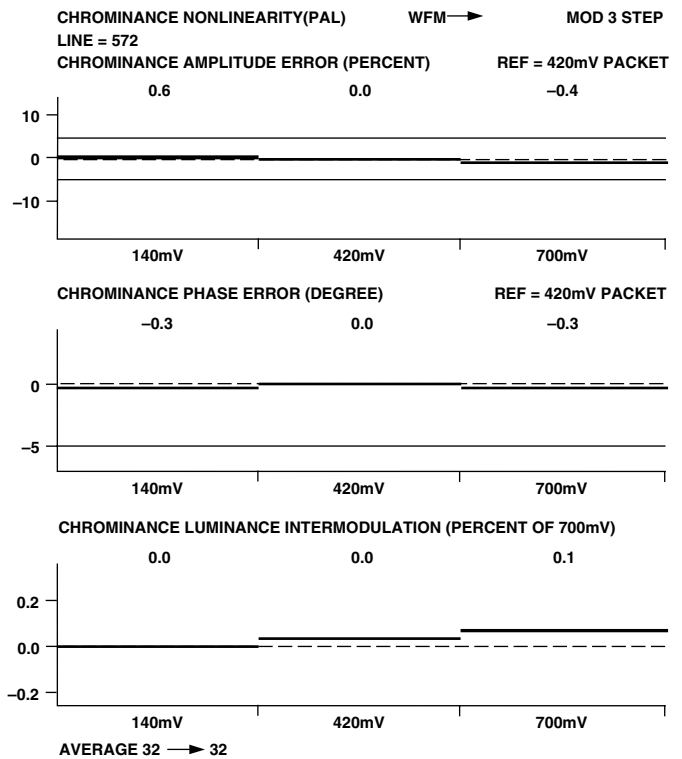 CHROMINANCE NONLINEARITY(PAL) WFM MOD 3 STEP
LINE = 572
CHROMINANCE AMPLITUDE ERROR (PERCENT) REF = 420mV PACKET
0.6 0.0 –0.4
10
0
–10
140mV 420mV 700mV
CHROMINANCE PHASE ERROR (DEGREE) REF = 420mV PACKET
–0.3 0.0 –0.3
0
–5
140mV 420mV 700mV
CHROMINANCE LUMINANCE INTERMODULATION (PERCENT OF 700mV)
0.0 0.0 0.1
0.2
0.0
–0.2
140mV 420mV 700mV
AVERAGE 32 32